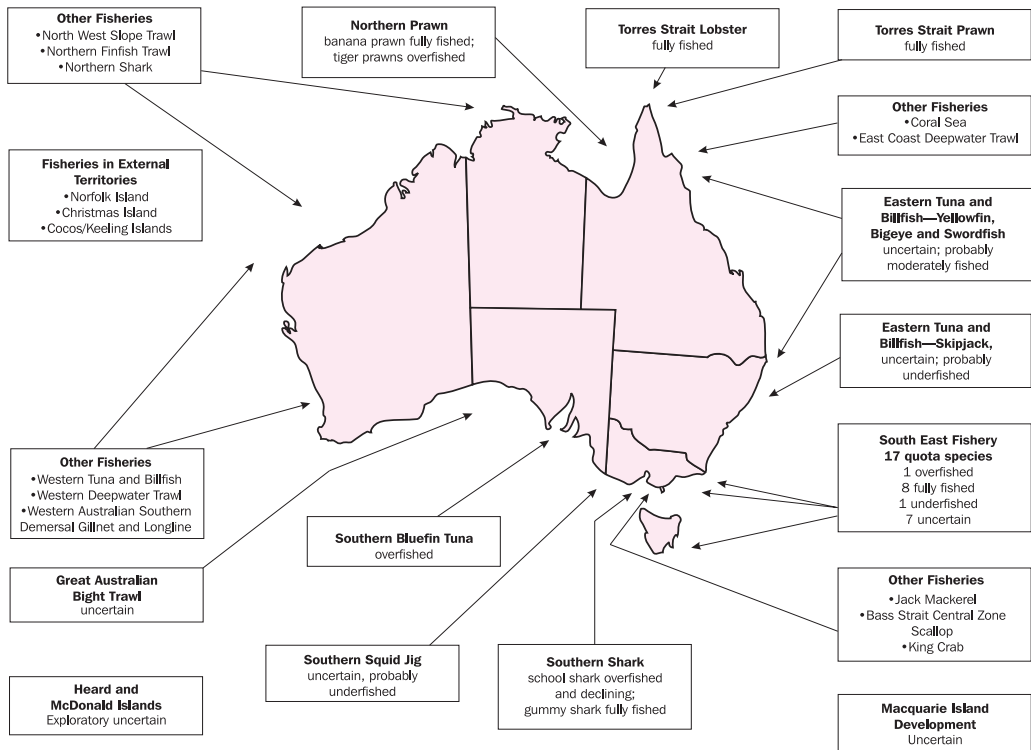 Other Fisheries
•North West Slope Trawl
•Northern Finfish Trawl
•Northern Shark
Northern Prawn
banana prawn fully fished;
tiger prawns overfished
Torres Strait Lobster
fully fished
Torres Strait Prawn
fully fished
Other Fisheries
•Coral Sea
•East Coast Deepwater Trawl
Fisheries in External
Territories
•Norfolk Island
•Christmas Island
•Cocos/Keeling Islands
Eastern Tuna and
Billfish—Yellowfin,
Bigeye and Swordfish
uncertain; probably
moderately fished
Eastern Tuna and
Billfish—Skipjack,
uncertain; probably
underfished
Other Fisheries
•Western Tuna and Billfish
•Western Deepwater Trawl
•Western Australian Southern
Demersal Gillnet and Longline
South East Fishery
17 quota species
1 overfished
8 fully fished
1 underfished
7 uncertain
Southern Bluefin Tuna
overfished
Great Australian
Bight Trawl
uncertain
Other Fisheries
•Jack Mackerel
•Bass Strait Central Zone
Scallop
•King Crab
Southern Squid Jig
uncertain, probably
underfished
Southern Shark
school shark overfished
and declining;
gummy shark fully fished
Heard and
McDonald Islands
Exploratory uncertain
Macquarie Island
Development
Uncertain